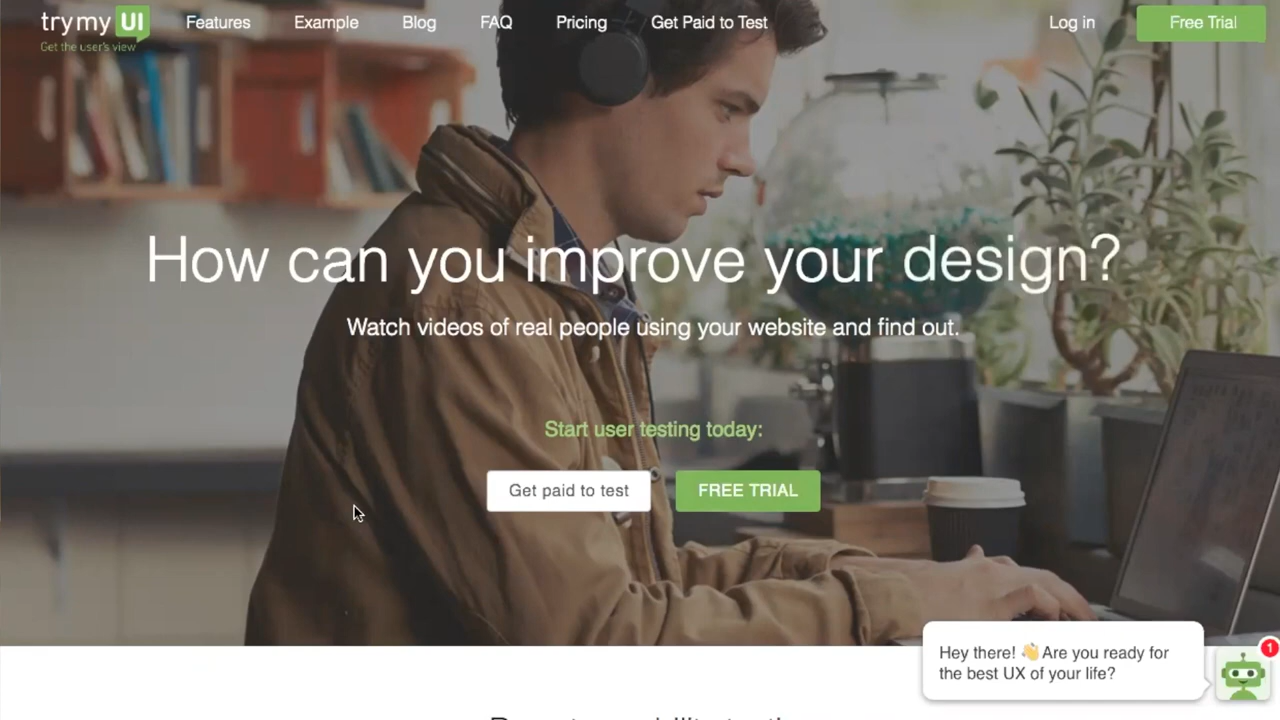 trymyUI
Get the user's view
Features
Example
Blog
FAQ
Pricing
Get Paid to Test
Log in
Free Trial
How can you improve your design?
Watch videos of real people using your website and find out.
Start user testing today:
Get paid to test
FREE TRIAL
Hey there! 👋 Are you ready for
the best UX of your life?
1